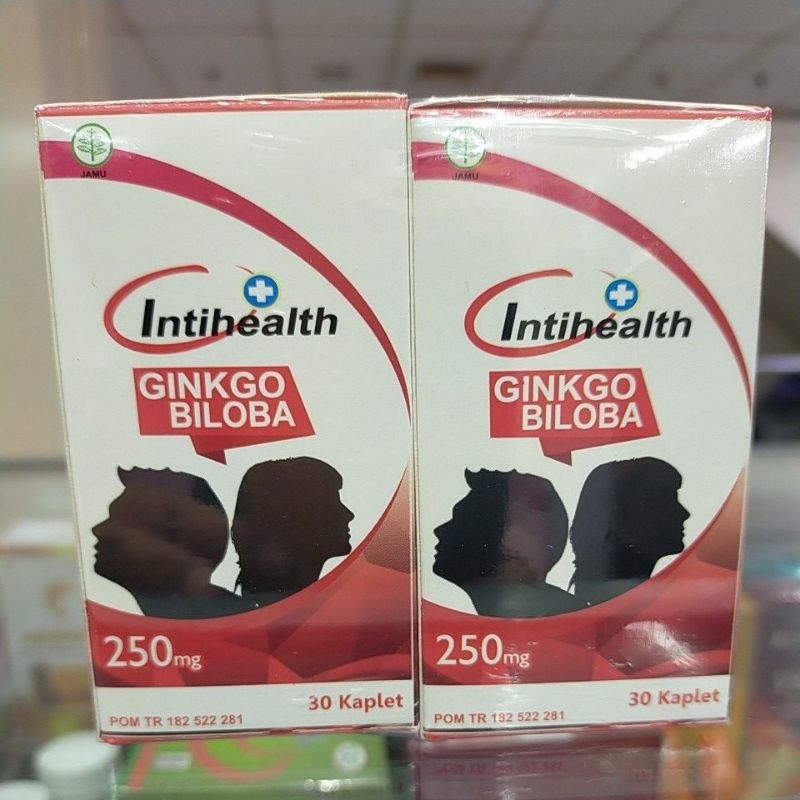 JAMU
Intihealth
GINKGO
BILOBA
250mg
30 Kaplet
POM TR 182 522 281
JAMU
Intihealth
GINKGO
BILOBA
250mg
30 Kaplet
POM TR 182 522 281